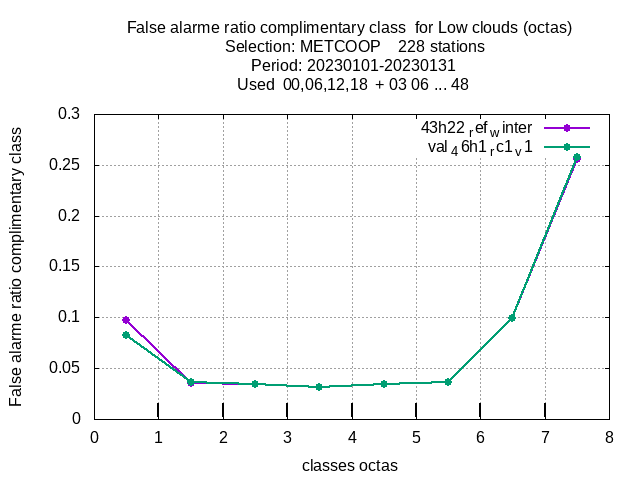 False alarme ratio complimentary class  for Low clouds (octas)
Selection: METCOOP    228 stations
Period: 20230101-20230131
Used  00,06,12,18  + 03 06 ... 48
False alarme ratio complimentary class
0.3
0.25
0.2
0.15
0.1
0.05
0
43h22ᵣef_winter
val₄6h1ᵣc1ᵥ1
0 1 2 3 4 5 6 7 8
classes octas